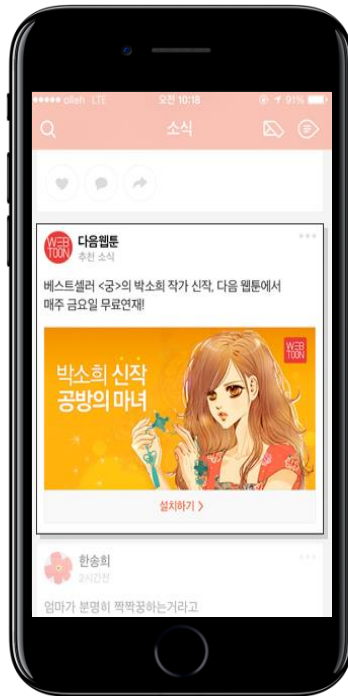 olleh LTE 오전 10:18 91%
소식
WEB
TOON
다음웹툰
추천 소식
베스트셀러 <궁>의 박소희 작가 신작, 다음 웹툰에서
매주 금요일 무료연재!
WEB
TOON
박소희 신작
공방의 마녀
설치하기 >
한송희
2시간전
엄마가 분명히 짝짝꿍하는거라고